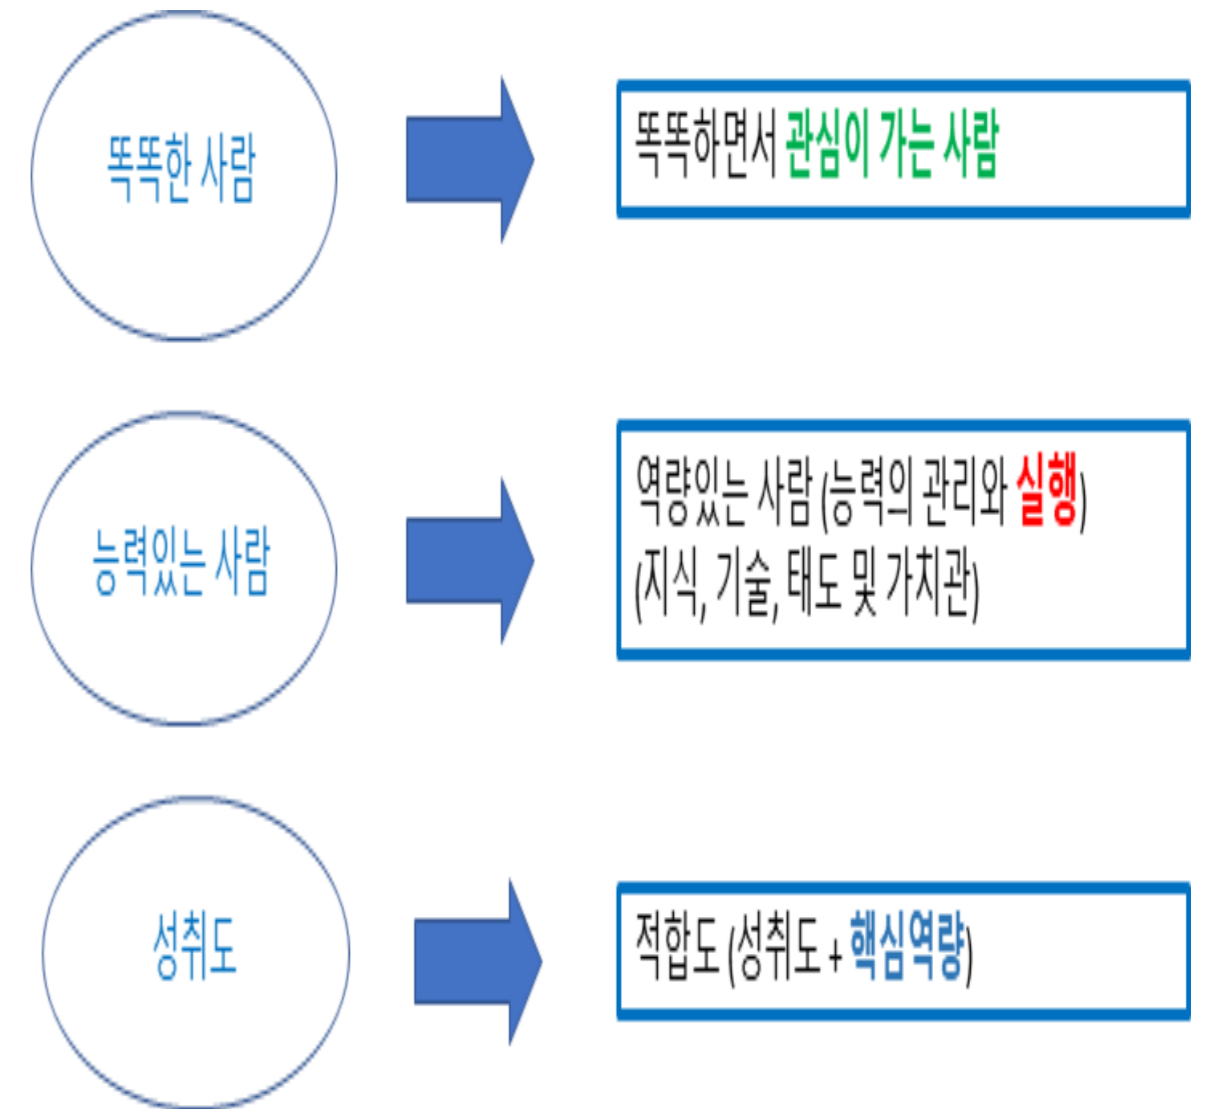 똑똑한 사람
똑똑하면서 관심이 가는 사람
능력있는 사람
역량있는 사람 (능력의 관리와 실행)
(지식, 기술, 태도 및 가치관)
성취도
적합도 (성취도 + 핵심역량)